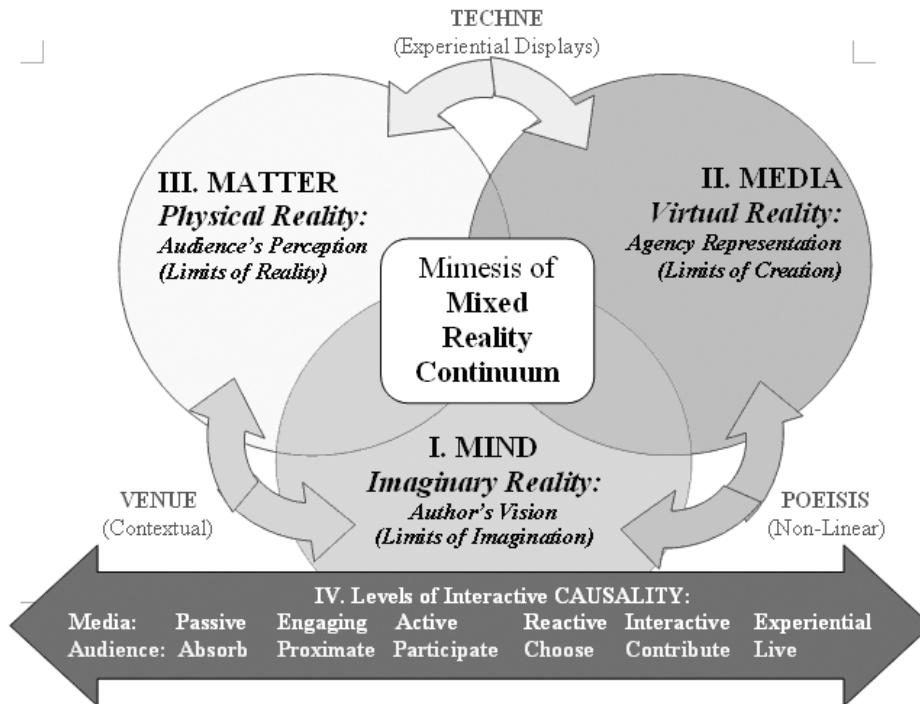 TECHNE
(Experiential Displays)
III. MATTER
Physical Reality:
Audience's Perception
(Limits of Reality)
II. MEDIA
Virtual Reality:
Agency Representation
(Limits of Creation)
Mimesis of
Mixed
Reality
Continuum
I. MIND
Imaginary Reality:
Author's Vision
(Limits of Imagination)
VENUE
(Contextual)
POEISIS
(Non-Linear)
IV. Levels of Interactive CAUSALITY:
Media: Passive Engaging Active Reactive Interactive Experiential
Audience: Absorb Proximate Participate Choose Contribute Live